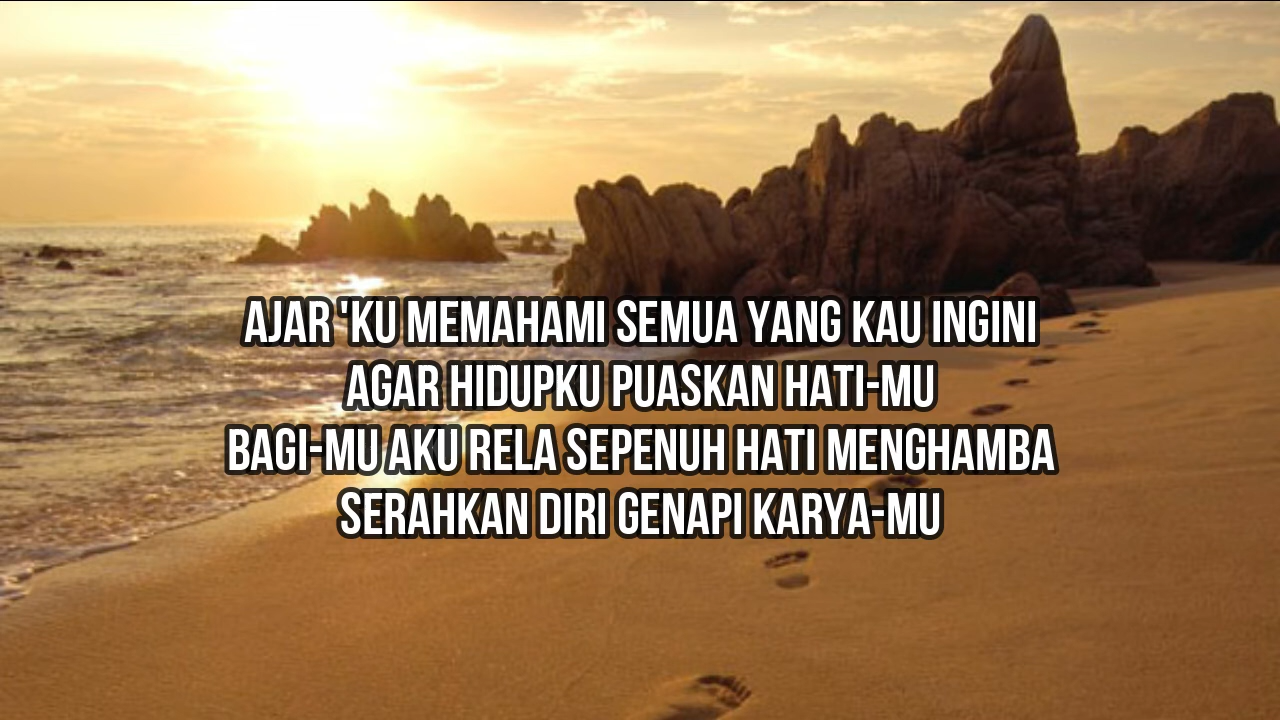 AJAR 'KU MEMAHAMI SEMUA YANG KAU INGINI
AGAR HIDUPKU PUASKAN HATI-MU
BAGI-MU AKU RELA SEPENUH HATI MENGHAMBA
SERAHKAN DIRI GENAPI KARYA-MU